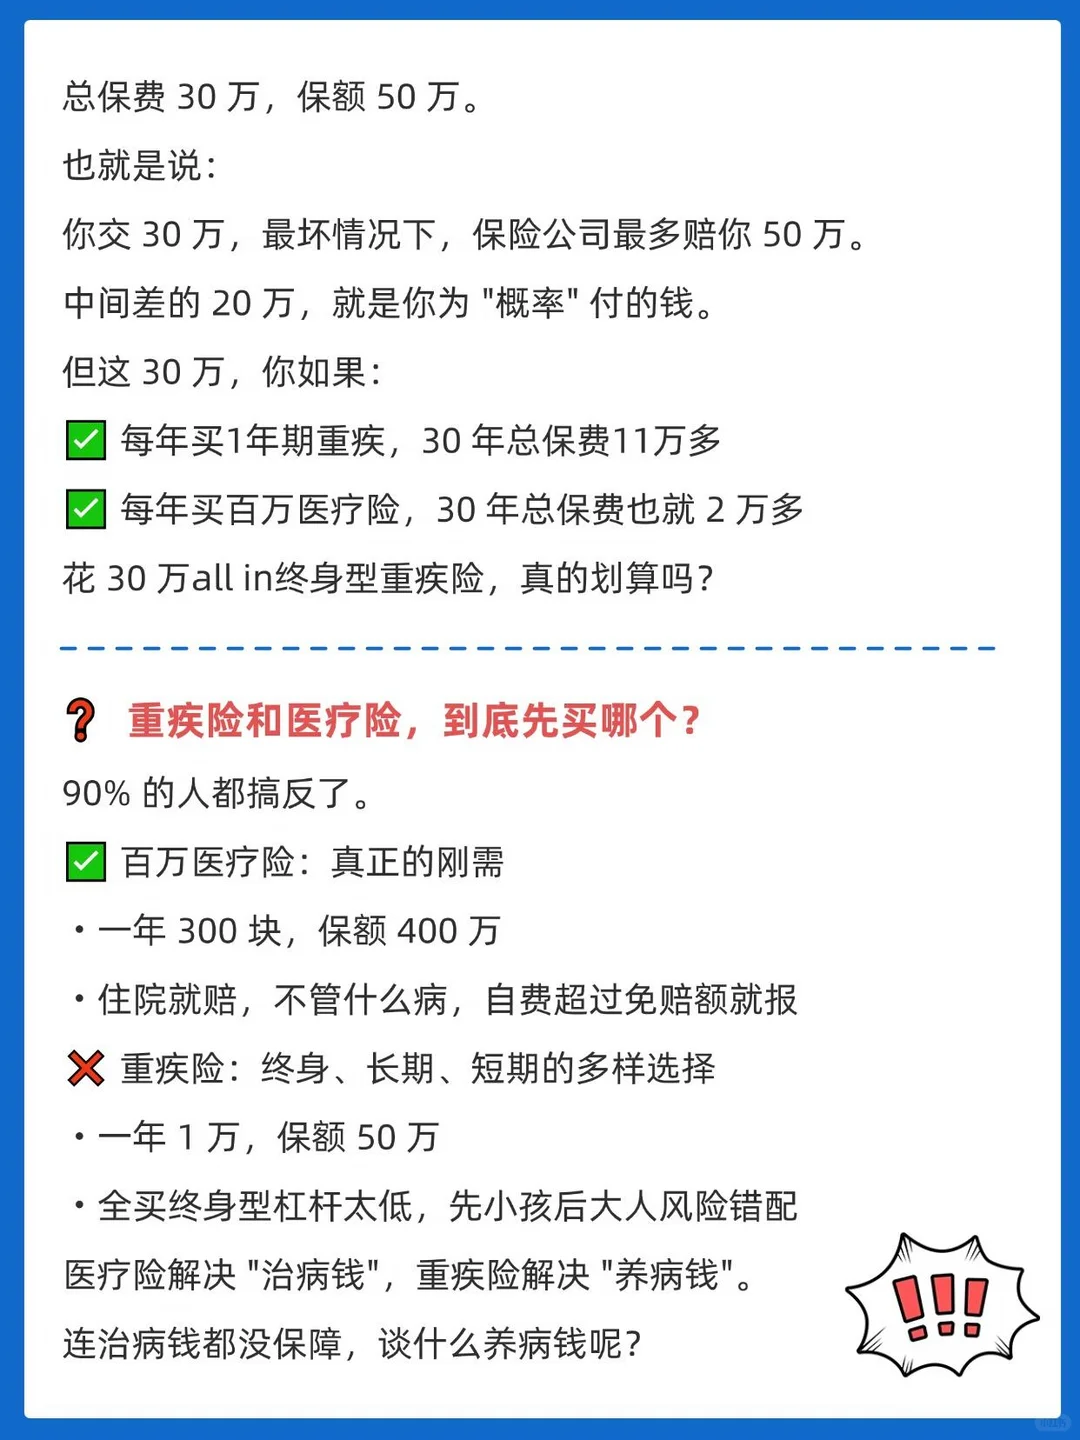 总保费 30 万，保额 50 万。
也就是说：
你交 30 万，最坏情况下，保险公司最多赔你 50 万。
中间差的 20 万，就是你为 "概率" 付的钱。
但这 30 万，你如果：
✅ 每年买1年期重疾，30 年总保费11万多
✅ 每年买百万医疗险，30 年总保费也就 2 万多
花 30 万all in终身型重疾险，真的划算吗？
❓ 重疾险和医疗险，到底先买哪个？
90% 的人都搞反了。
✅ 百万医疗险：真正的刚需
·一年 300 块，保额 400 万
·住院就赔，不管什么病，自费超过免赔额就报
❌ 重疾险：终身、长期、短期的多样选择
·一年 1 万，保额 50 万
·全买终身型杠杆太低，先小孩后大人风险错配
医疗险解决 "治病钱"，重疾险解决 "养病钱"。
连治病钱都没保障，谈什么养病钱呢？
!!!